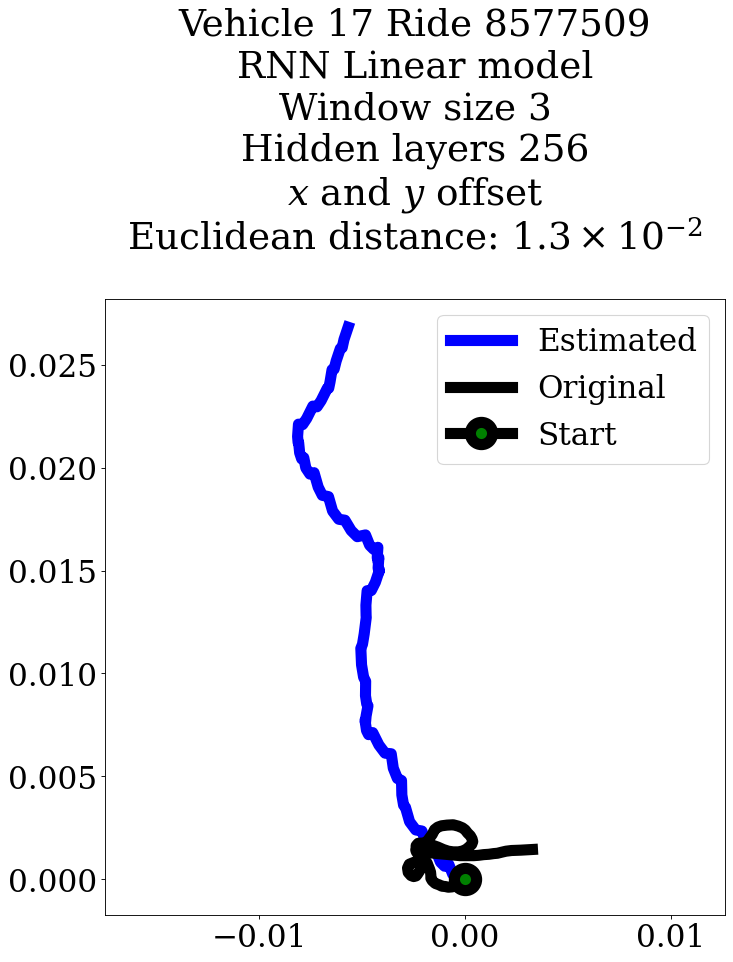 Vehicle 17 Ride 8577509
RNN Linear model
Window size 3
Hidden layers 256
x and y offset
Euclidean distance: 1.3 × 10⁻²
Estimated
Original
Start
0.025
0.020
0.015
0.010
0.005
0.000
−0.01
0.00
0.01